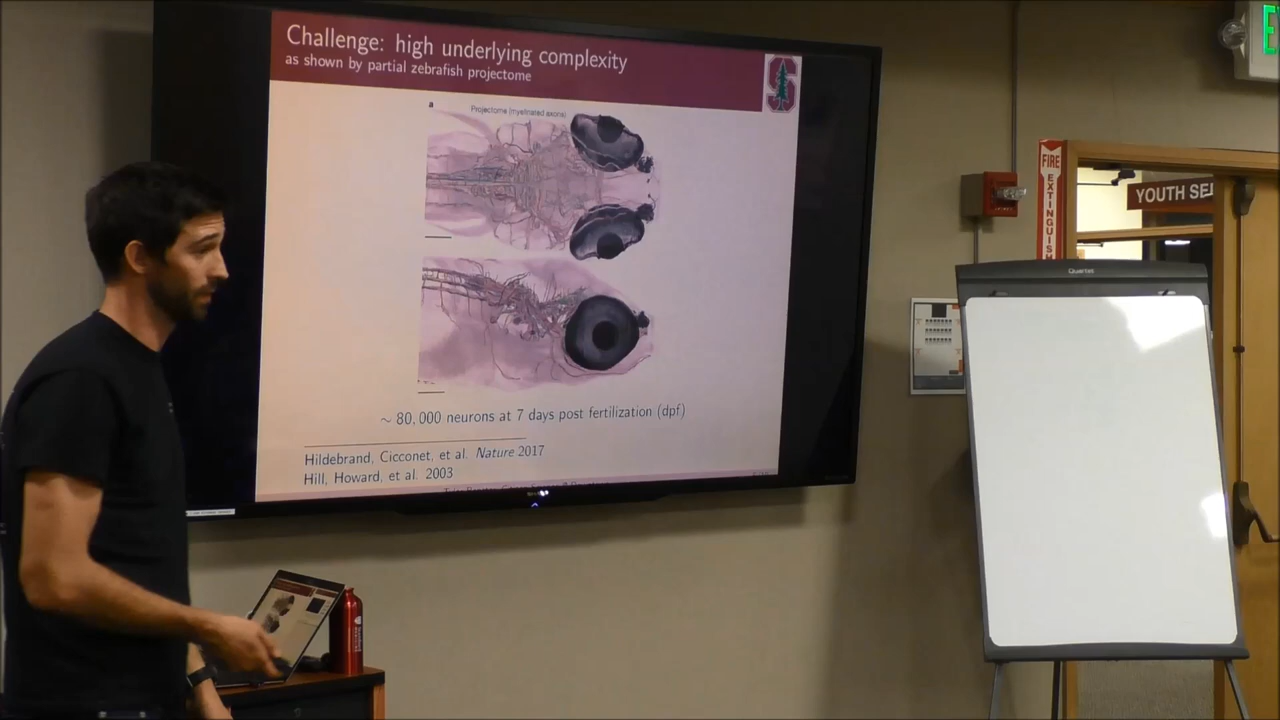 Challenge: high underlying complexity
as shown by partial zebrafish projectome
a
Projectome (myelinated axons)
~ 80,000 neurons at 7 days post fertilization (dpf)
Hildebrand, Cicconet, et al. Nature 2017
Hill, Howard, et al. 2003
FIRE
EXTINGUISH
YOUTH SE
Quartet
E